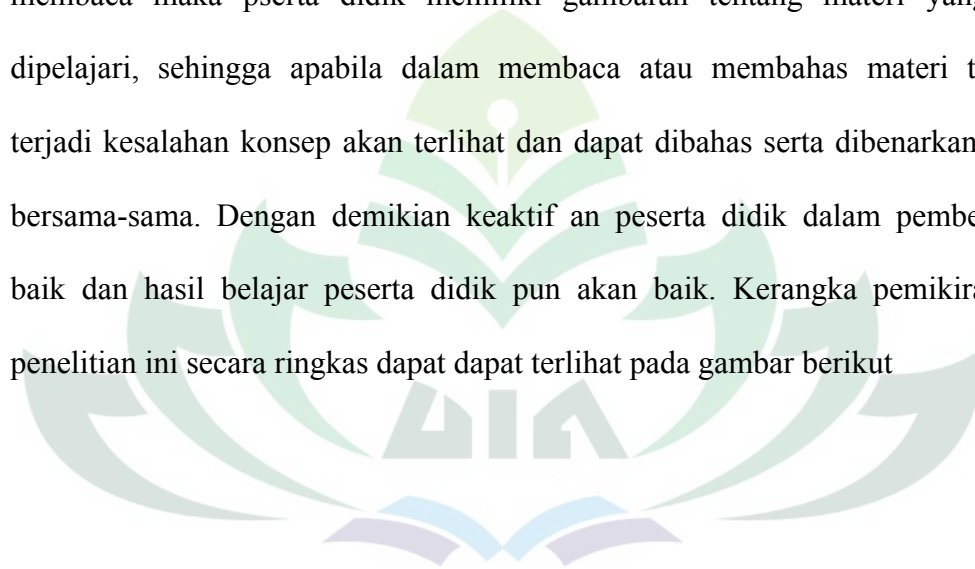 membaca maka pserta didik memiliki gambaran tentang materi yang
dipelajari, sehingga apabila dalam membaca atau membahas materi t
terjadi kesalahan konsep akan terlihat dan dapat dibahas serta dibenarkan
bersama-sama. Dengan demikian keaktif an peserta didik dalam pembe
baik dan hasil belajar peserta didik pun akan baik. Kerangka pemikira
penelitian ini secara ringkas dapat dapat terlihat pada gambar berikut
UIN